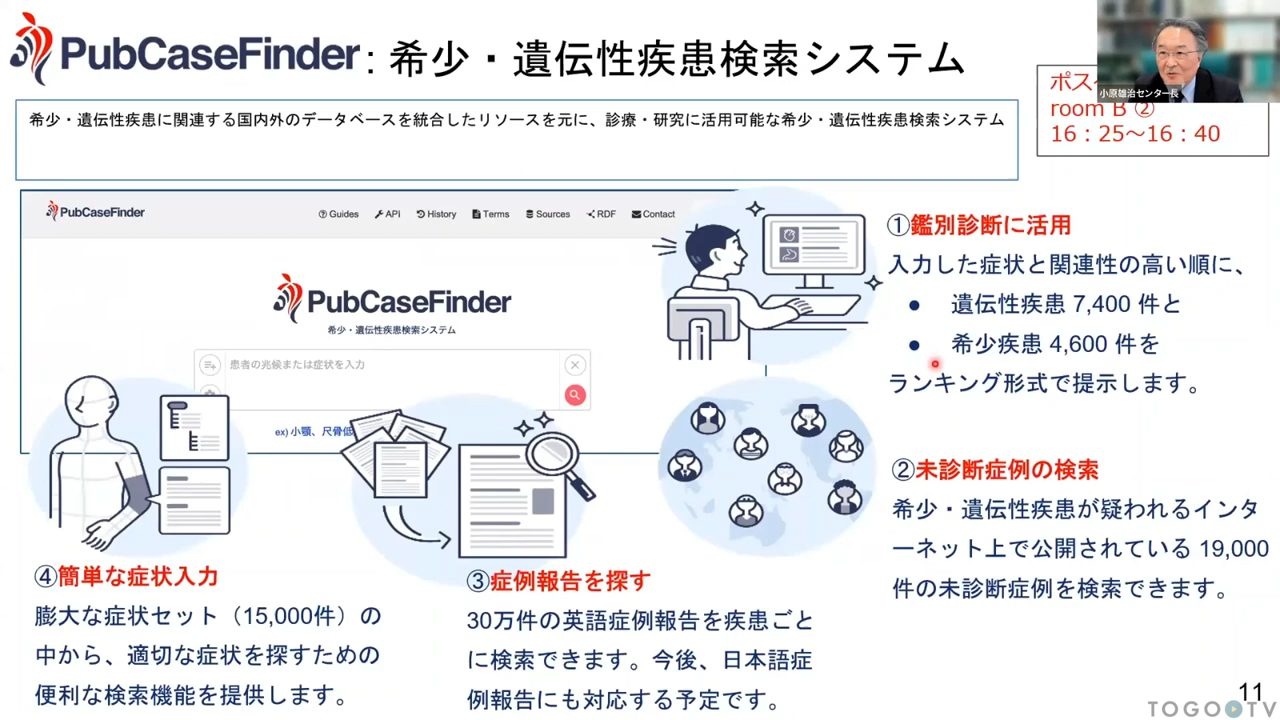 PubCaseFinder : 希少・遺伝性疾患検索システム
小原雄治センター長
ポス
room B ②
16：25～16：40
希少・遺伝性疾患に関連する国内外のデータベースを統合したリソースを元に、診療・研究に活用可能な希少・遺伝性疾患検索システム
PubCaseFinder
Guides API History Terms Sources RDF Contact
PubCaseFinder
希少・遺伝性疾患検索システム
患者の兆候または症状を入力
ex) 小顎、尺骨低
①鑑別診断に活用
入力した症状と関連性の高い順に、
● 遺伝性疾患 7,400 件と
● 希少疾患 4,600 件を
ランキング形式で提示します。
②未診断症例の検索
希少・遺伝性疾患が疑われるインタ
ーネット上で公開されている 19,000
件の未診断症例を検索できます。
③症例報告を探す
30万件の英語症例報告を疾患ごと
に検索できます。今後、日本語症
例報告にも対応する予定です。
④簡単な症状入力
膨大な症状セット（15,000件）の
中から、適切な症状を探すための
便利な検索機能を提供します。
11
TOGO TV